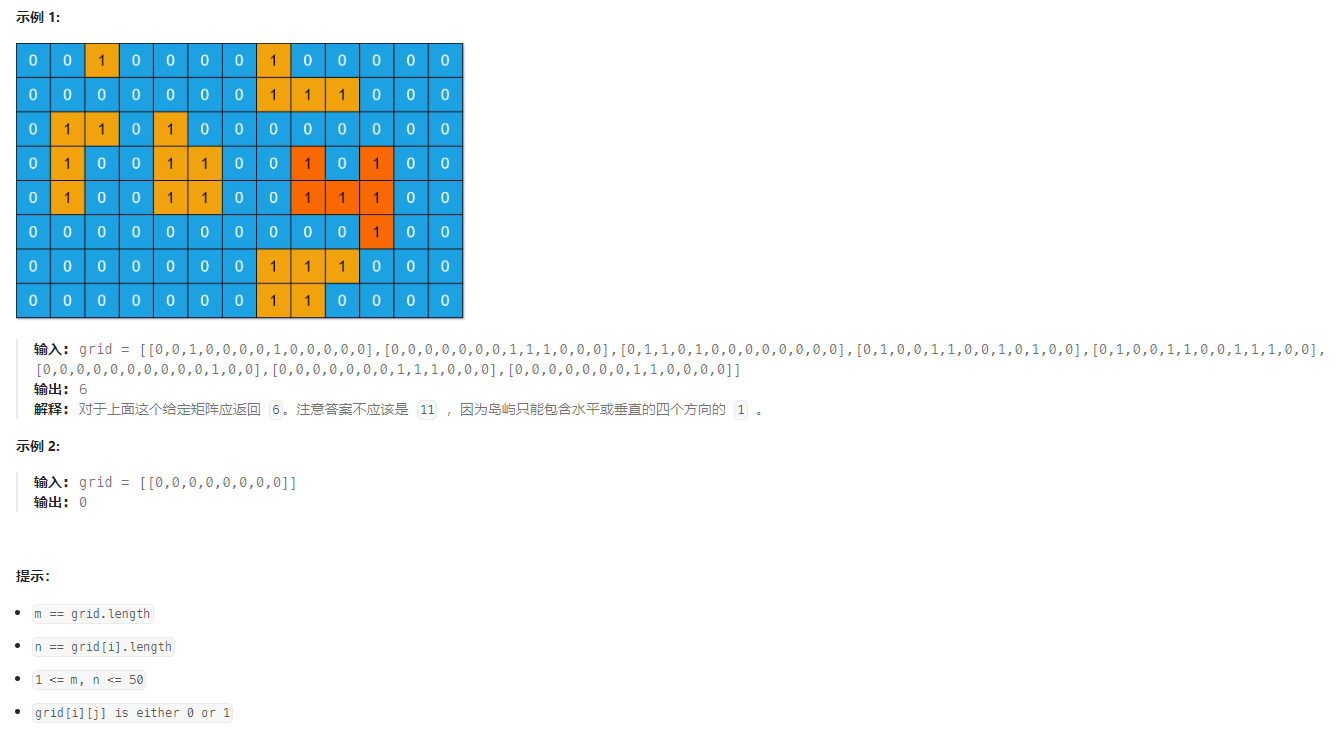 示例 1:
0 0 1 0 0 0 0 1 0 0 0 0 0
0 0 0 0 0 0 0 1 1 1 0 0 0
0 1 1 0 1 0 0 0 0 0 0 0 0
0 1 0 0 1 1 0 0 1 0 1 0 0
0 1 0 0 1 1 0 0 1 1 1 0 0
0 0 0 0 0 0 0 0 0 0 1 0 0
0 0 0 0 0 0 0 1 1 1 0 0 0
0 0 0 0 0 0 0 1 1 0 0 0 0
输入: grid = [[0,0,1,0,0,0,0,1,0,0,0,0,0],[0,0,0,0,0,0,0,1,1,1,0,0,0],[0,1,1,0,1,0,0,0,0,0,0,0,0],[0,1,0,0,1,1,0,0,1,0,1,0,0],[0,1,0,0,1,1,0,0,1,1,1,0,0],
[0,0,0,0,0,0,0,0,0,0,1,0,0],[0,0,0,0,0,0,0,1,1,1,0,0,0],[0,0,0,0,0,0,0,1,1,0,0,0,0]]
输出: 6
解释: 对于上面这个给定矩阵应返回 6。注意答案不应该是 11 ，因为岛屿只能包含水平或垂直的四个方向的 1 。
示例 2:
输入: grid = [[0,0,0,0,0,0,0,0]]
输出: 0
提示:
• m == grid.length
• n == grid[i].length
• 1 <= m, n <= 50
• grid[i][j] is either 0 or 1